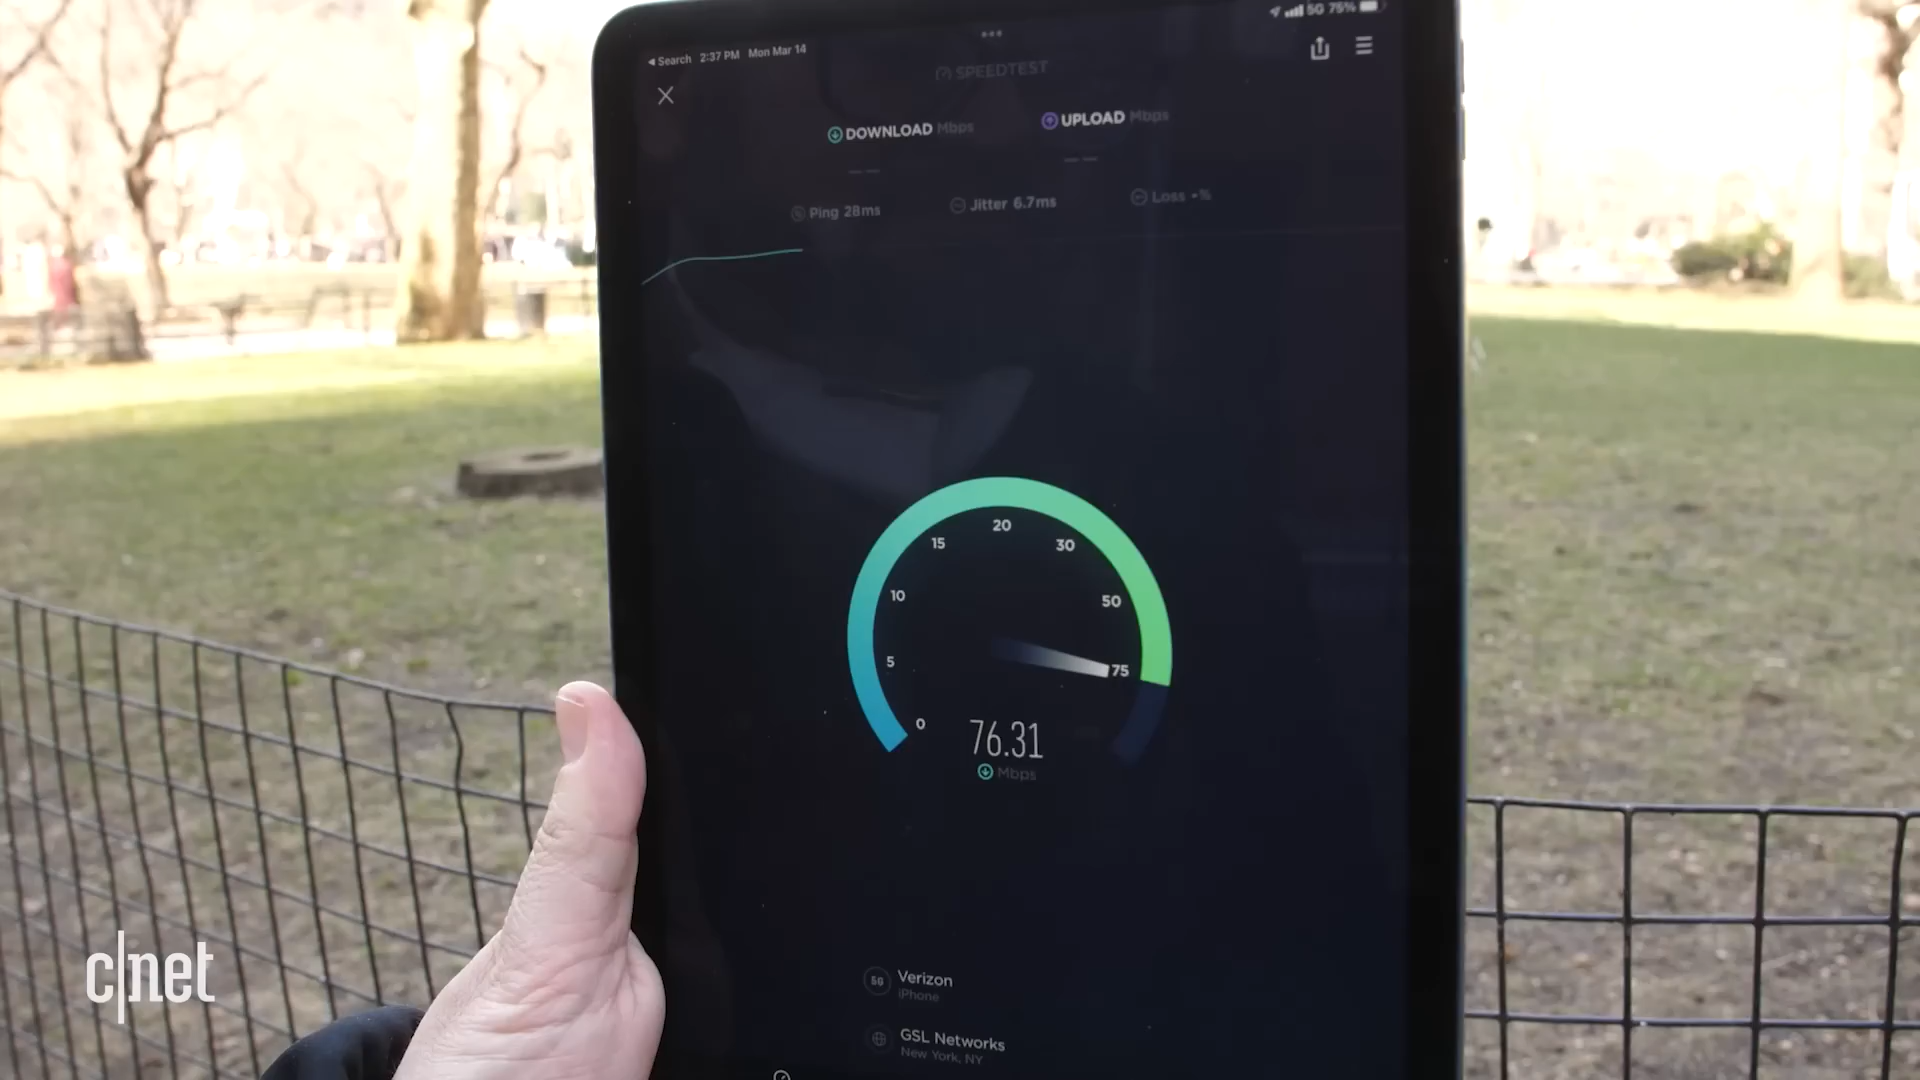 ◀ Search 2:37 PM Mon Mar 14
5G 75%
SPEEDTEST
DOWNLOAD Mbps
UPLOAD Mbps
Ping 28ms
Jitter 6.7ms
Loss %
0
5
10
15
20
30
50
75
76.31
Mbps
5G
Verizon
iPhone
GSL Networks
New York, NY
c|net